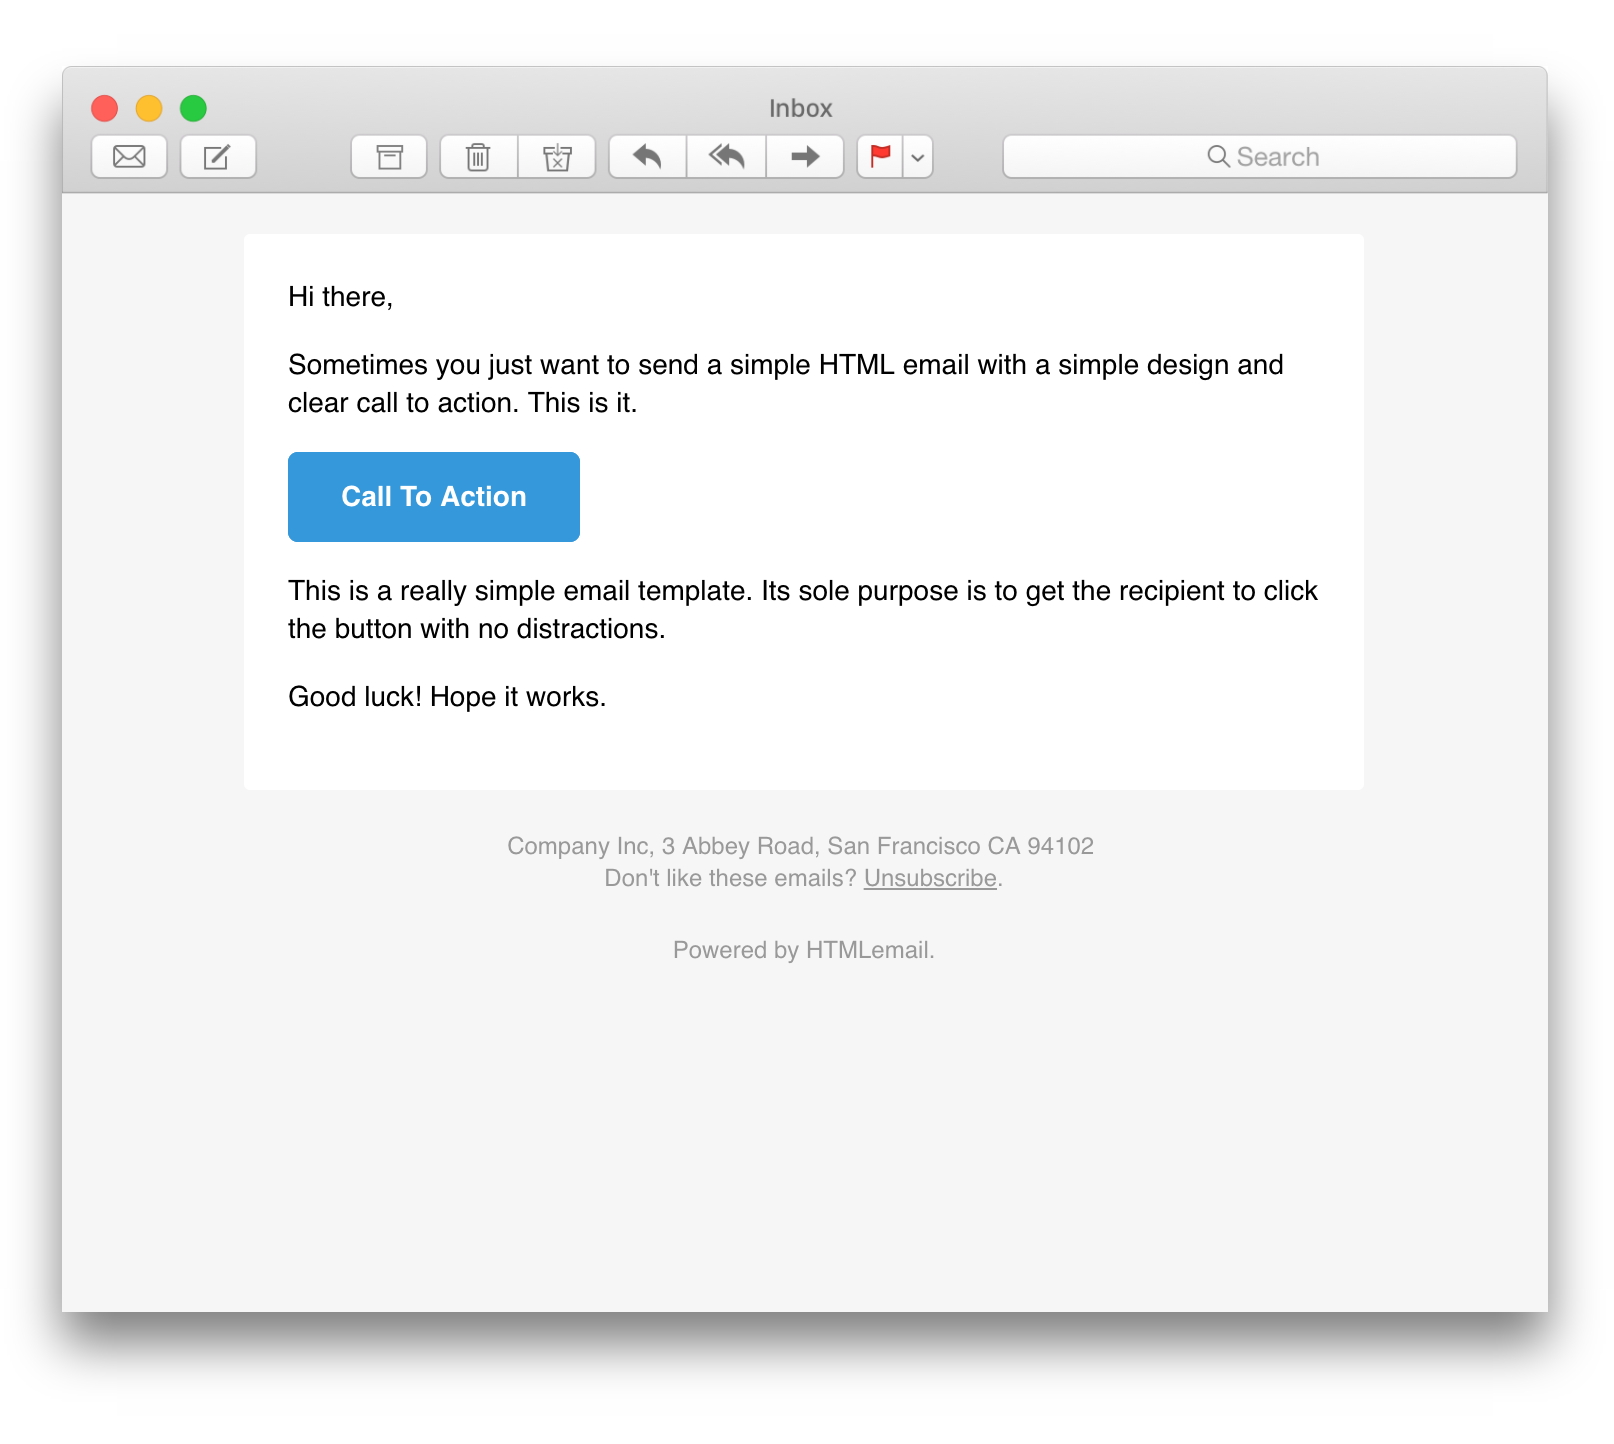 Inbox
Search
Hi there,
Sometimes you just want to send a simple HTML email with a simple design and
clear call to action. This is it.
Call To Action
This is a really simple email template. Its sole purpose is to get the recipient to click
the button with no distractions.
Good luck! Hope it works.
Company Inc, 3 Abbey Road, San Francisco CA 94102
Don't like these emails? Unsubscribe.
Powered by HTMLemail.